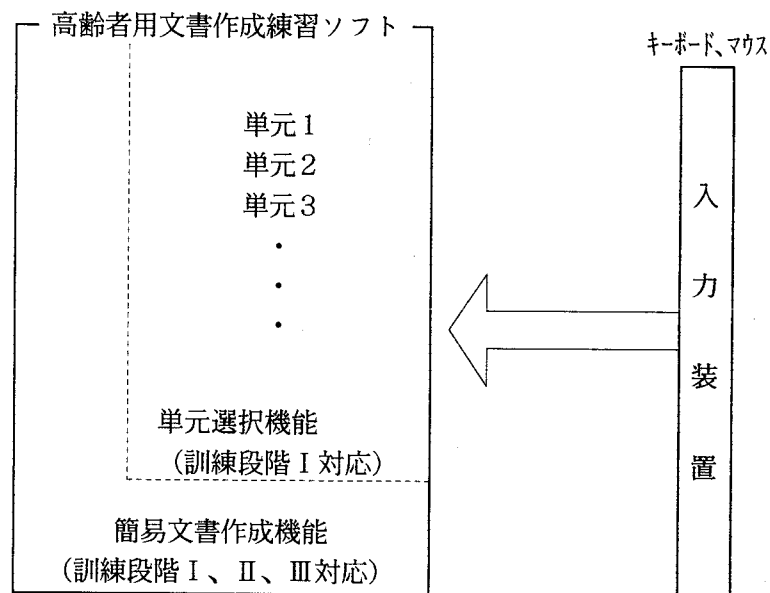 高齢者用文書作成練習ソフト
キーボード、マウス
単元1
単元2
単元3
・
・
・
入力装置
単元選択機能
(訓練段階Ⅰ対応)
簡易文書作成機能
(訓練段階Ⅰ、Ⅱ、Ⅲ対応)